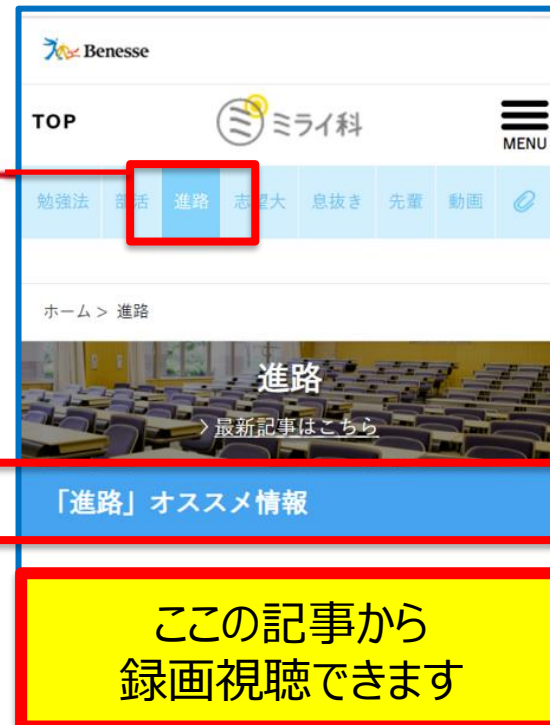 Benesse
TOP
ミライ科
MENU
勉強法 部活 進路 志望大 息抜き 先輩 動画
ホーム > 進路
進路
>最新記事はこちら
「進路」オススメ情報
ここの記事から
録画視聴できます